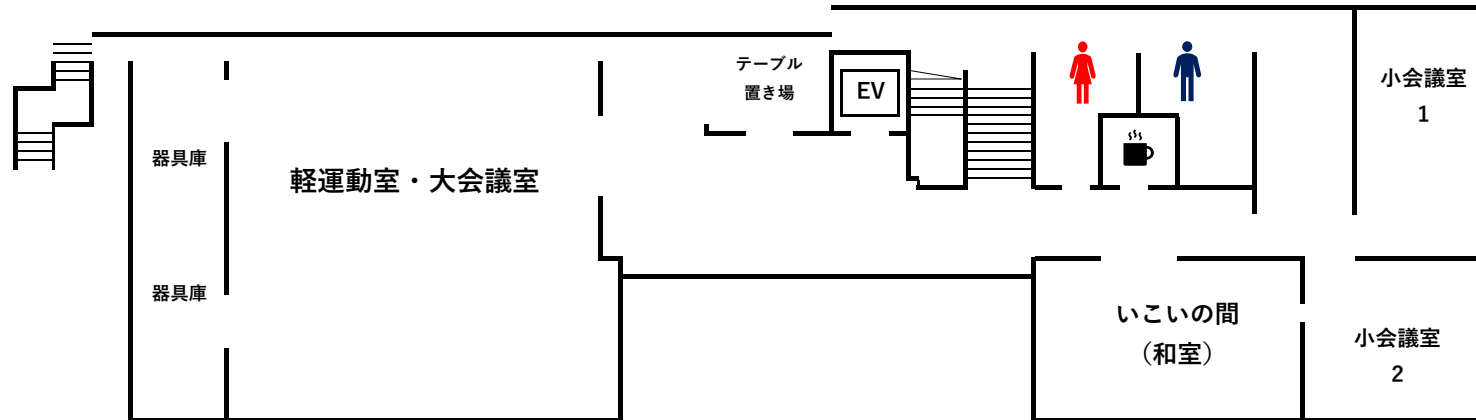 器具庫
器具庫
軽運動室・大会議室
テーブル
置き場
EV
小会議室
1
いこいの間
（和室）
小会議室
2